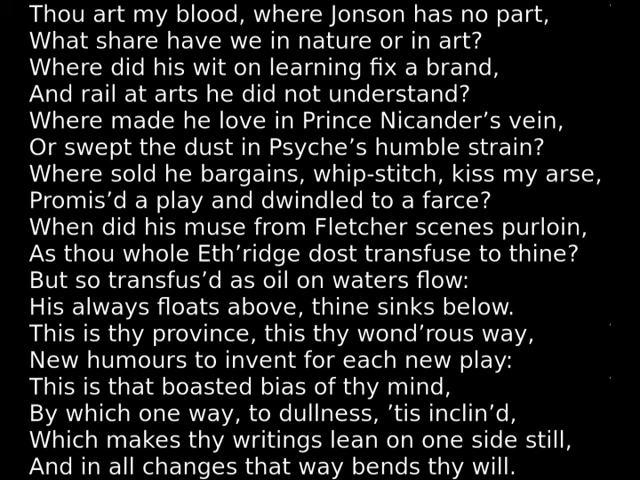 Thou art my blood, where Jonson has no part,
What share have we in nature or in art?
Where did his wit on learning fix a brand,
And rail at arts he did not understand?
Where made he love in Prince Nicander’s vein,
Or swept the dust in Psyche’s humble strain?
Where sold he bargains, whip-stitch, kiss my arse,
Promis’d a play and dwindled to a farce?
When did his muse from Fletcher scenes purloin,
As thou whole Eth’ridge dost transfuse to thine?
But so transfus’d as oil on waters flow:
His always floats above, thine sinks below.
This is thy province, this thy wond’rous way,
New humours to invent for each new play:
This is that boasted bias of thy mind,
By which one way, to dullness, ’tis inclin’d,
Which makes thy writings lean on one side still,
And in all changes that way bends thy will.